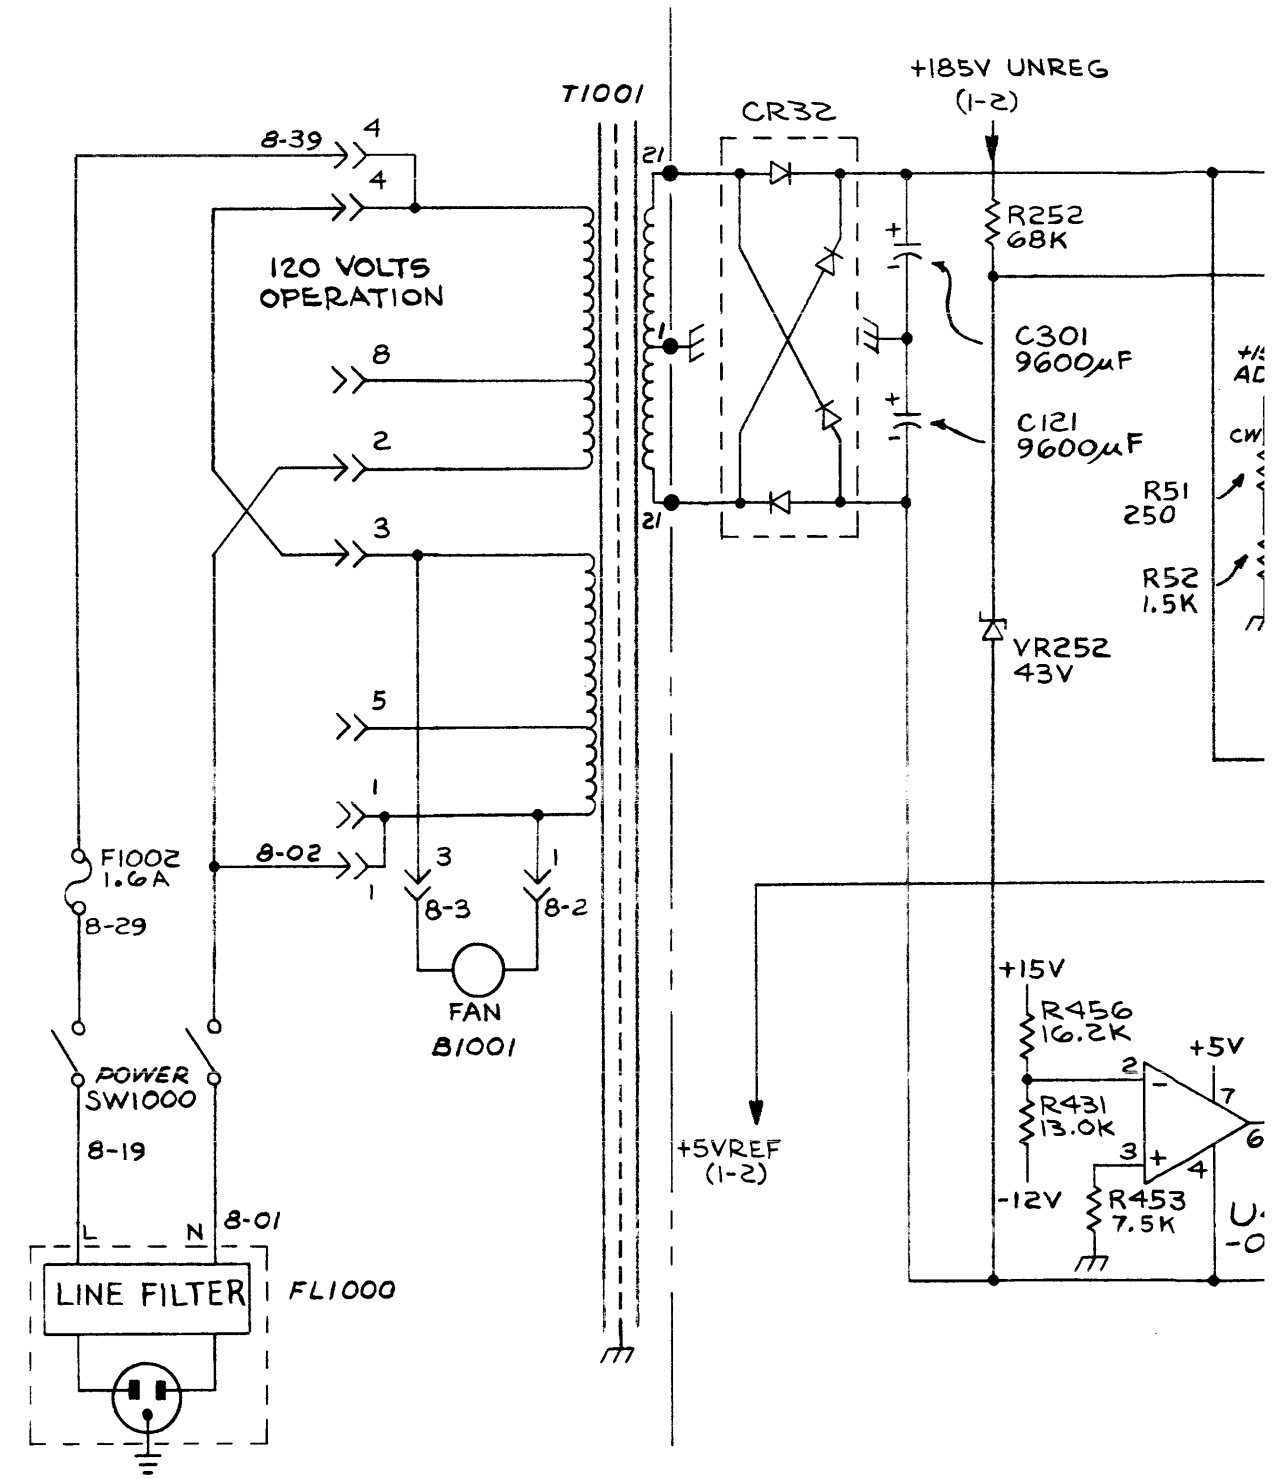 +185V UNREG
(1-2)
T1001
CR32
8-39
4
4
21
R252
68K
120 VOLTS
OPERATION
1
8
C301
9600µF
C121
9600µF
2
CW
R51
250
21
3
R52
1.5K
VR252
43V
5
1
F1002
1.6A
8-02
1
3
1
8-3
8-2
8-29
FAN
B1001
+15V
R456
16.2K
+5V
POWER
SW1000
2
-
7
R431
13.0K
8-19
+5VREF
(1-2)
3
+
4
6
-12V
R453
7.5K
L
N
8-01
LINE FILTER
FL1000